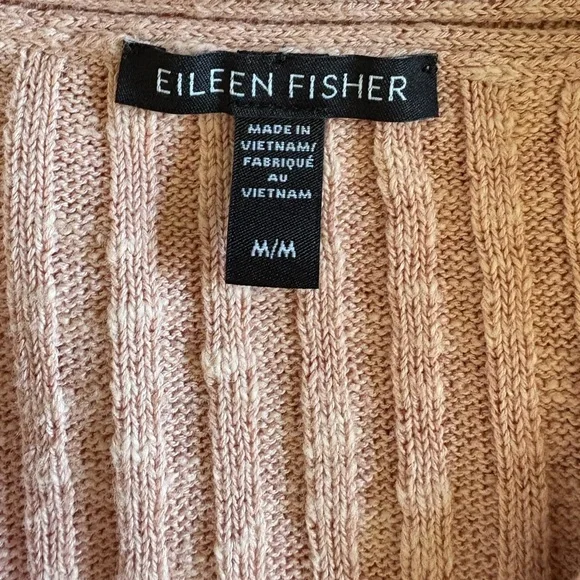 EILEEN FISHER
MADE IN
VIETNAM/
FABRIQUÉ
AU
VIETNAM
M/M